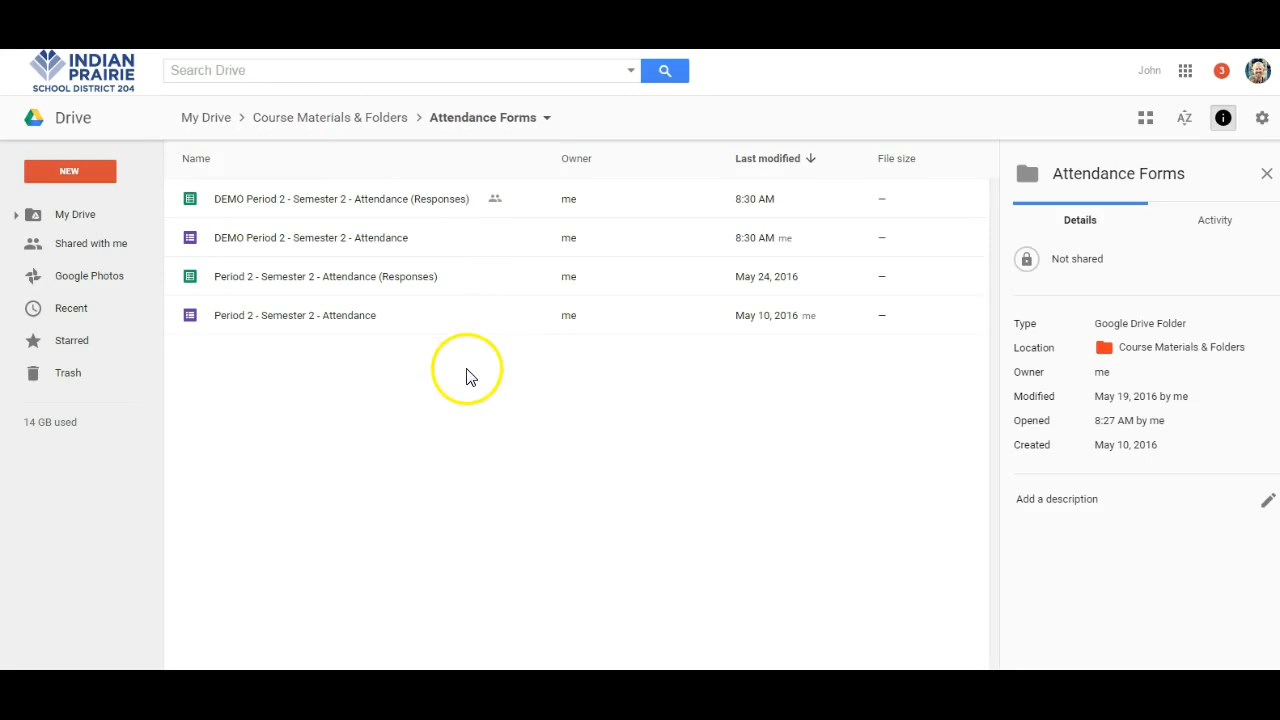 INDIAN
PRAIRIE
SCHOOL DISTRICT 204
Search Drive
John
3
Drive
My Drive > Course Materials & Folders > Attendance Forms
AZ
i
NEW
My Drive
Shared with me
Google Photos
Recent
Starred
Trash
14 GB used
Name Owner Last modified File size
DEMO Period 2 - Semester 2 - Attendance (Responses) me 8:30 AM —
DEMO Period 2 - Semester 2 - Attendance me 8:30 AM me —
Period 2 - Semester 2 - Attendance (Responses) me May 24, 2016 —
Period 2 - Semester 2 - Attendance me May 10, 2016 me —
Attendance Forms
Details Activity
Not shared
Type Google Drive Folder
Location Course Materials & Folders
Owner me
Modified May 19, 2016 by me
Opened 8:27 AM by me
Created May 10, 2016
Add a description